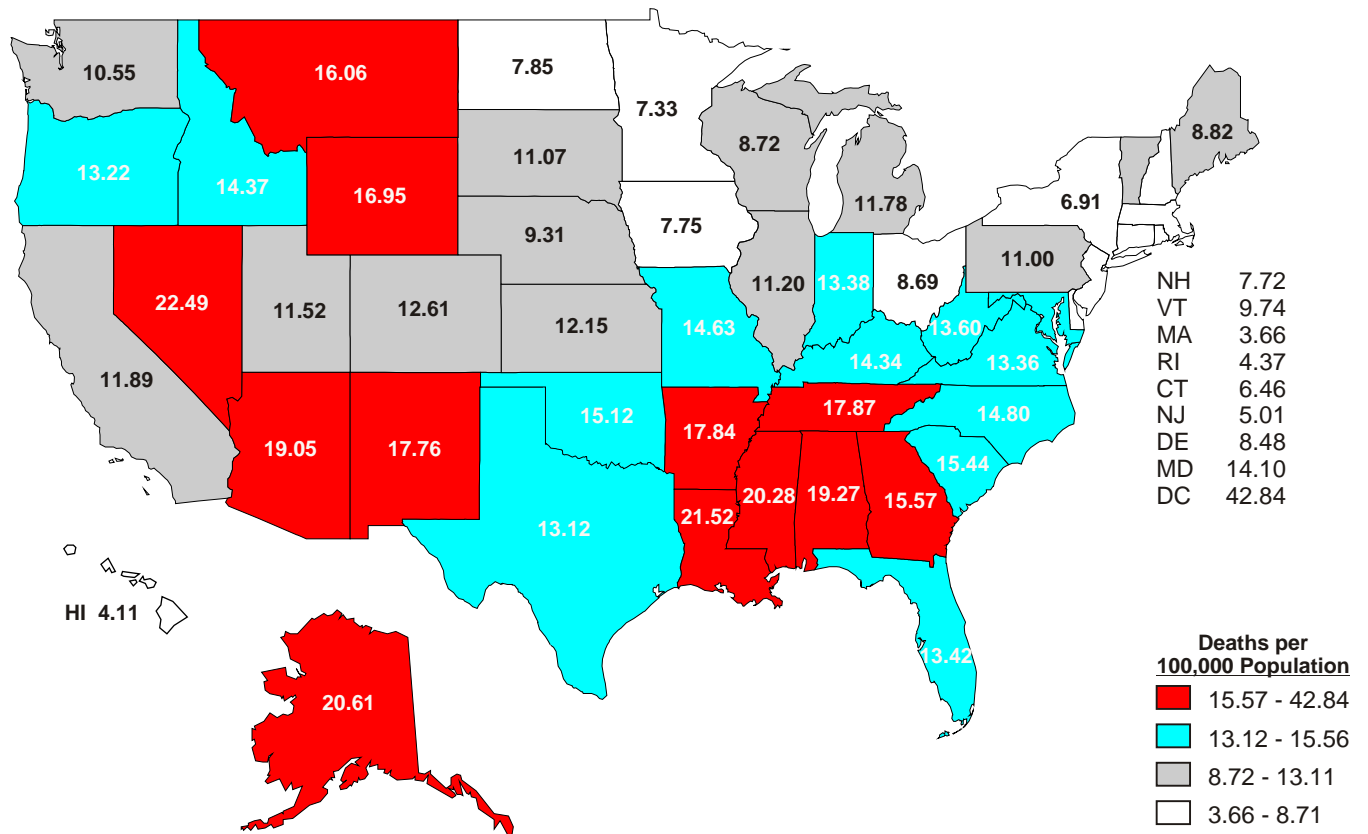 10.55
16.06
7.85
7.33
8.72
8.82
13.22
14.37
16.95
11.07
11.78
6.91
9.31
7.75
11.00
22.49
11.52
12.61
12.15
14.63
11.20
13.38
8.69
13.60
14.34
13.36
11.89
19.05
17.76
15.12
17.84
17.87
14.80
15.44
13.12
21.52
20.28
19.27
15.57
13.42
HI 4.11
20.61
NH 7.72
VT 9.74
MA 3.66
RI 4.37
CT 6.46
NJ 5.01
DE 8.48
MD 14.10
DC 42.84
Deaths per
100,000 Population
15.57 - 42.84
13.12 - 15.56
8.72 - 13.11
3.66 - 8.71